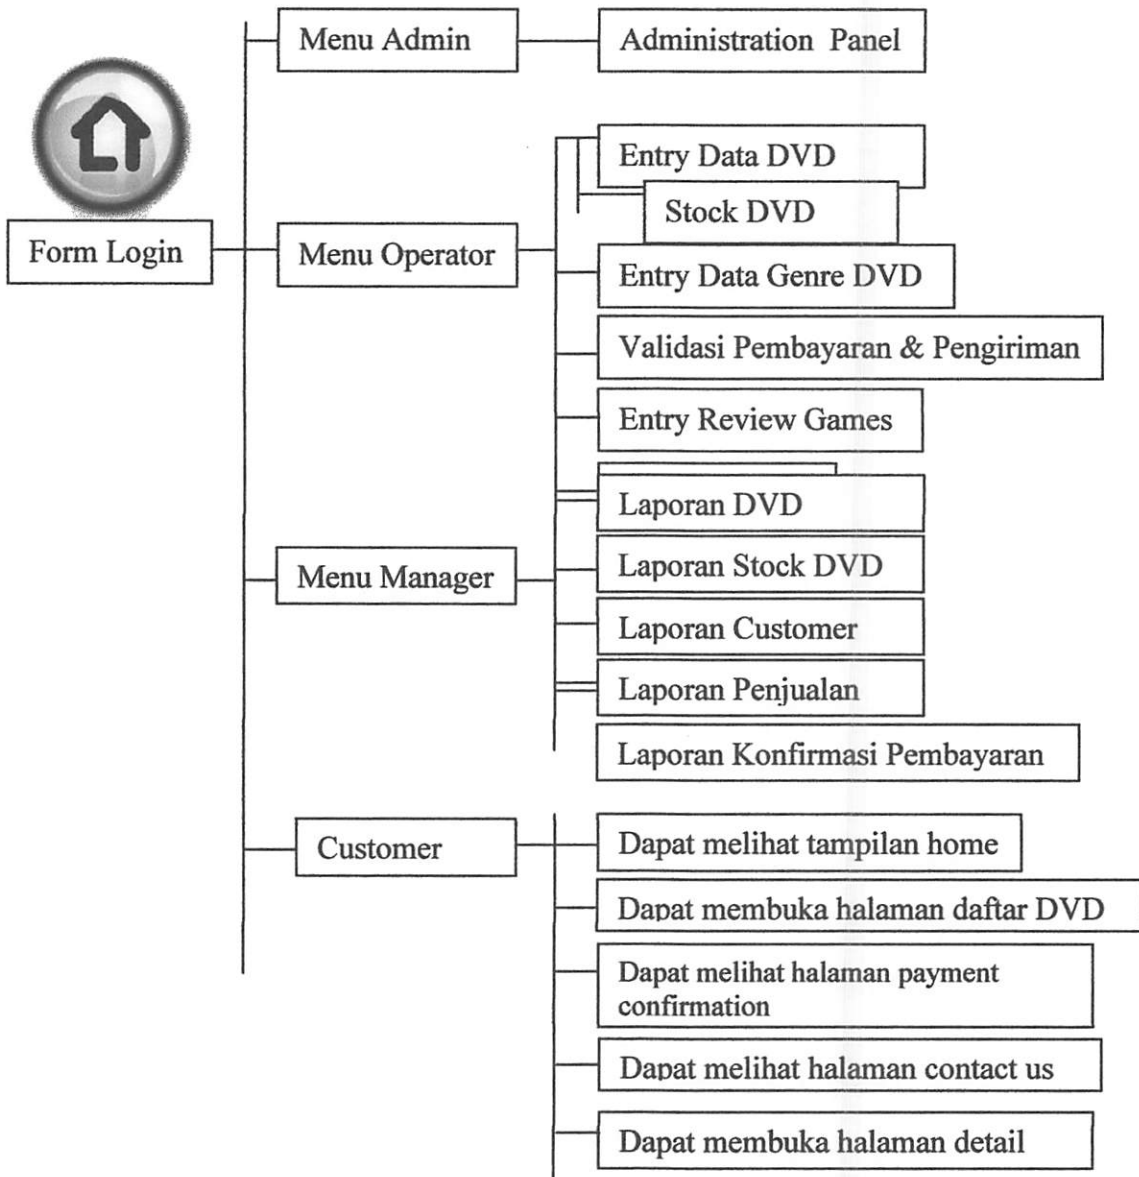 Form Login
Menu Admin
Administration Panel
Menu Operator
Entry Data DVD
Stock DVD
Entry Data Genre DVD
Validasi Pembayaran & Pengiriman
Entry Review Games
Menu Manager
Laporan DVD
Laporan Stock DVD
Laporan Customer
Laporan Penjualan
Laporan Konfirmasi Pembayaran
Customer
Dapat melihat tampilan home
Dapat membuka halaman daftar DVD
Dapat melihat halaman payment
confirmation
Dapat melihat halaman contact us
Dapat membuka halaman detail